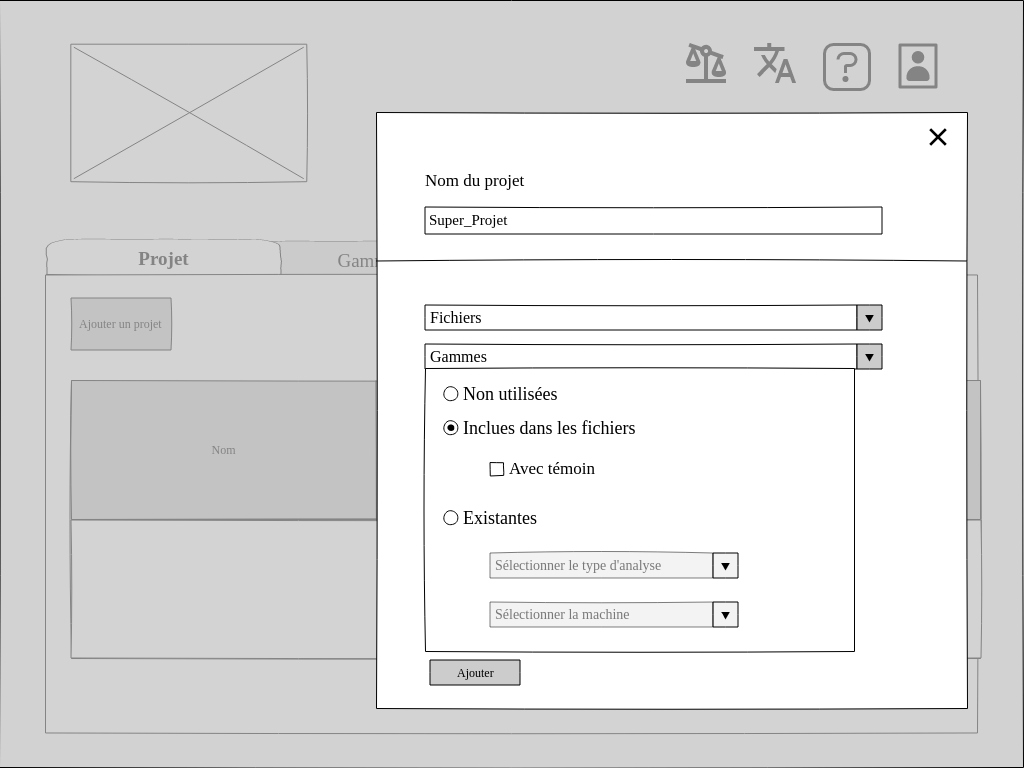 Nom du projet
Super_Projet
Projet
Gam
Ajouter un projet
Fichiers
Gammes
Non utilisées
Inclues dans les fichiers
Nom
Avec témoin
Existantes
Sélectionner le type d'analyse
Sélectionner la machine
Ajouter